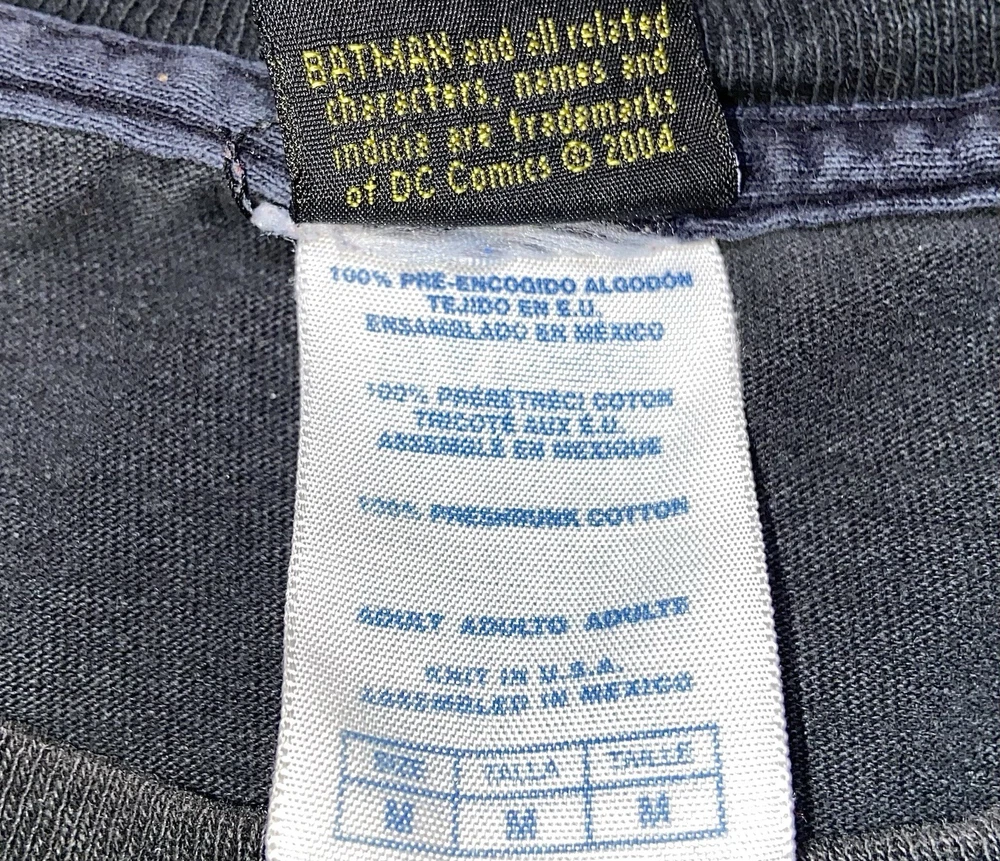 BATMAN and all related
characters, names and
indicia are trademarks
of DC Comics © 2004.
100% PRÉ-ENCOGIDO ALGODÓN
TEJIDO EN E.U.
ENSAMBLADO EN MÉXICO
100% PRÉRÉTRÉCI COTON
TRICOTÉ AUX É.U.
ASSEMBLÉ EN MEXIQUE
100% PRESHRUNK COTTON
ADULT ADULTO ADULTE
KNIT IN U.S.A.
ASSEMBLED IN MEXICO
SIZE TALLA TAILLE
M M M